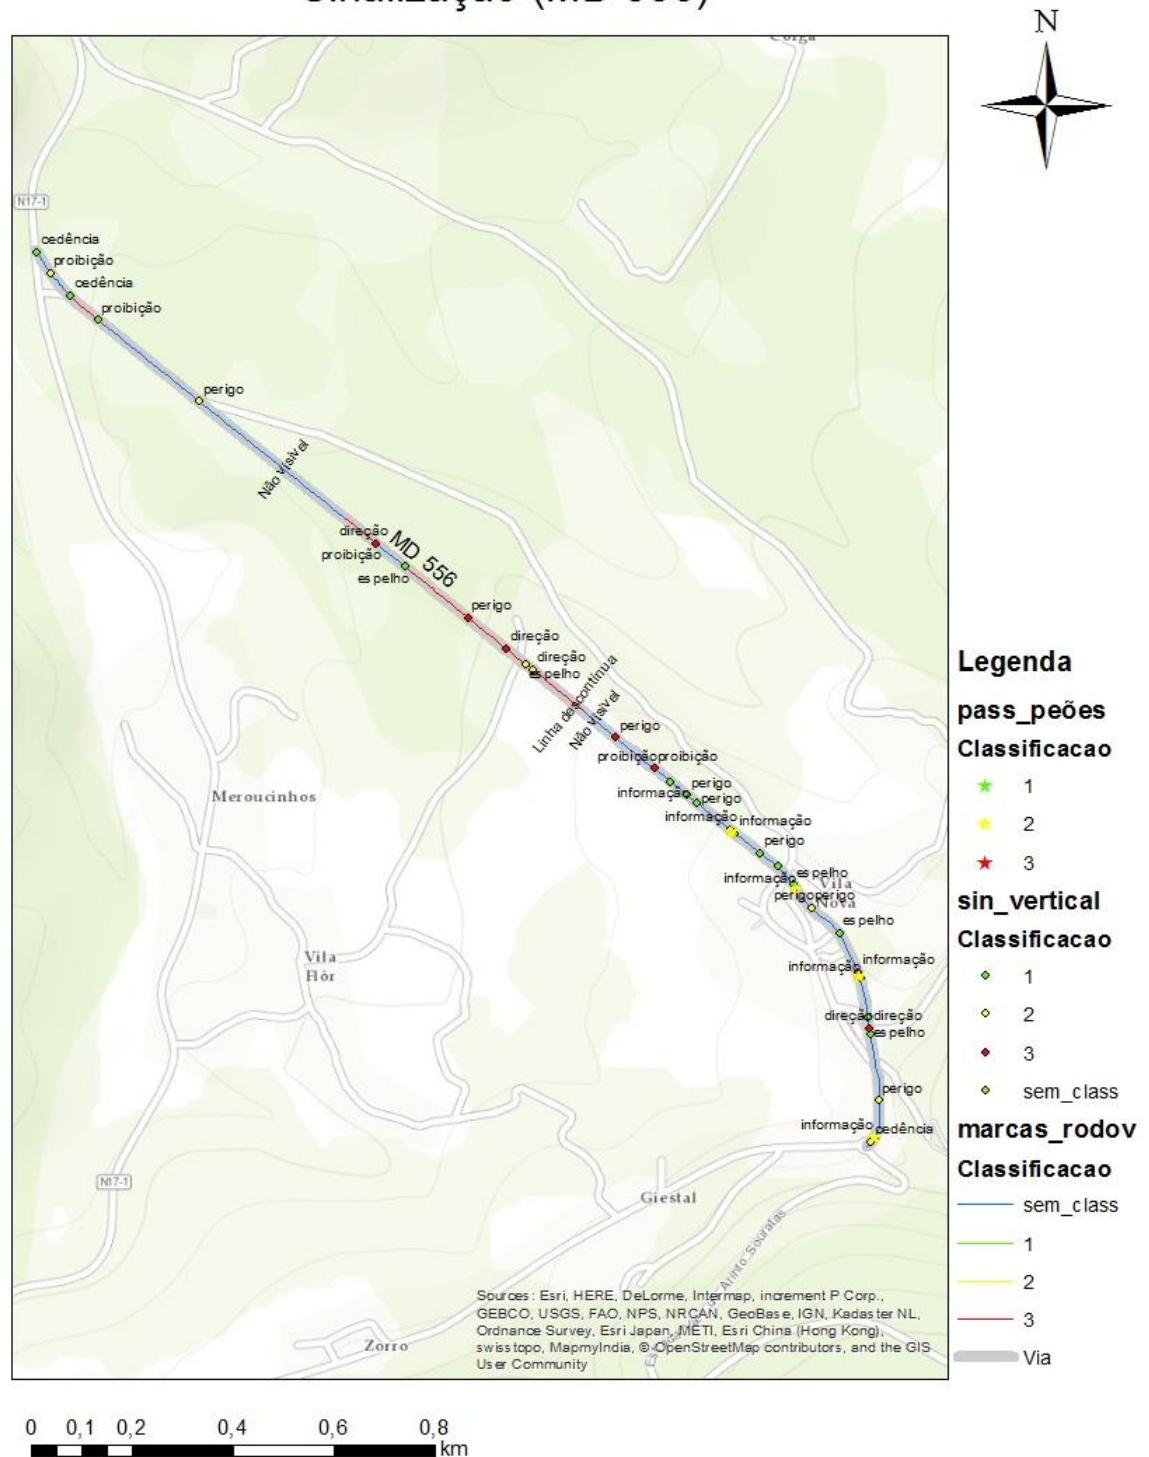 N
Corga
N17-1
cedência
proibição
cedência
proibição
perigo
Não visível
direção
proibição
MD 556
espelho
perigo
direção
direção
espelho
Linha descontínua
Não visível
perigo
proibição proibição
perigo
informação
perigo
informação
informação
perigo
espelho
informação
Vila
Nova
perigo perigo
espelho
informação
informação
direção direção
espelho
perigo
informação
cedência
Meroucinhos
Vila
Flôr
N17-1
Giestal
Zorro
Sources: Esri, HERE, DeLorme, Intermap, increment P Corp.,
GEBCO, USGS, FAO, NPS, NRCAN, GeoBase, IGN, Kadaster NL,
Ordnance Survey, Esri Japan, METI, Esri China (Hong Kong),
swisstopo, MapmyIndia, © OpenStreetMap contributors, and the GIS
User Community
Legenda
pass_peões
Classificacao
1
2
3
sin_vertical
Classificacao
1
2
3
sem_class
marcas_rodov
Classificacao
sem_class
1
2
3
Via
0 0,1 0,2 0,4 0,6 0,8
km